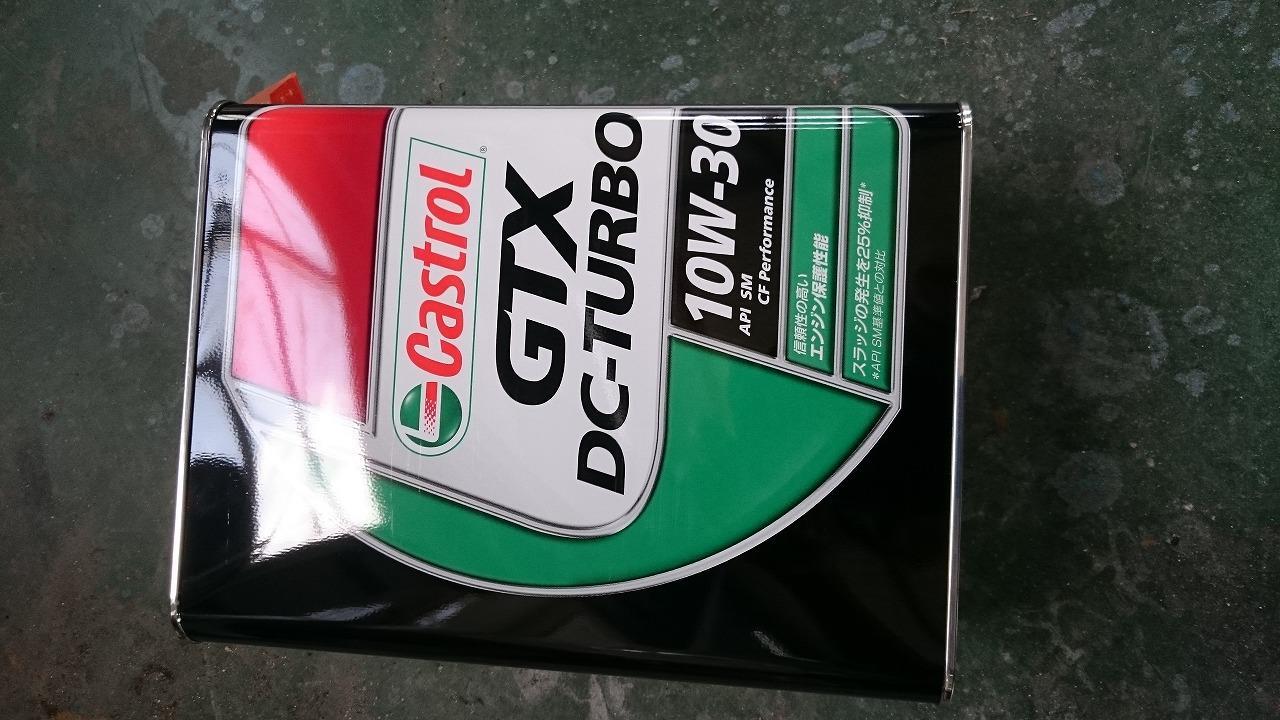 Castrol®
GTX
DC-TURBO
10W-30
API SM
CF Performance
信頼性の高い
エンジン保護性能
スラッジの発生を25%抑制*
*API SM基準値との対比